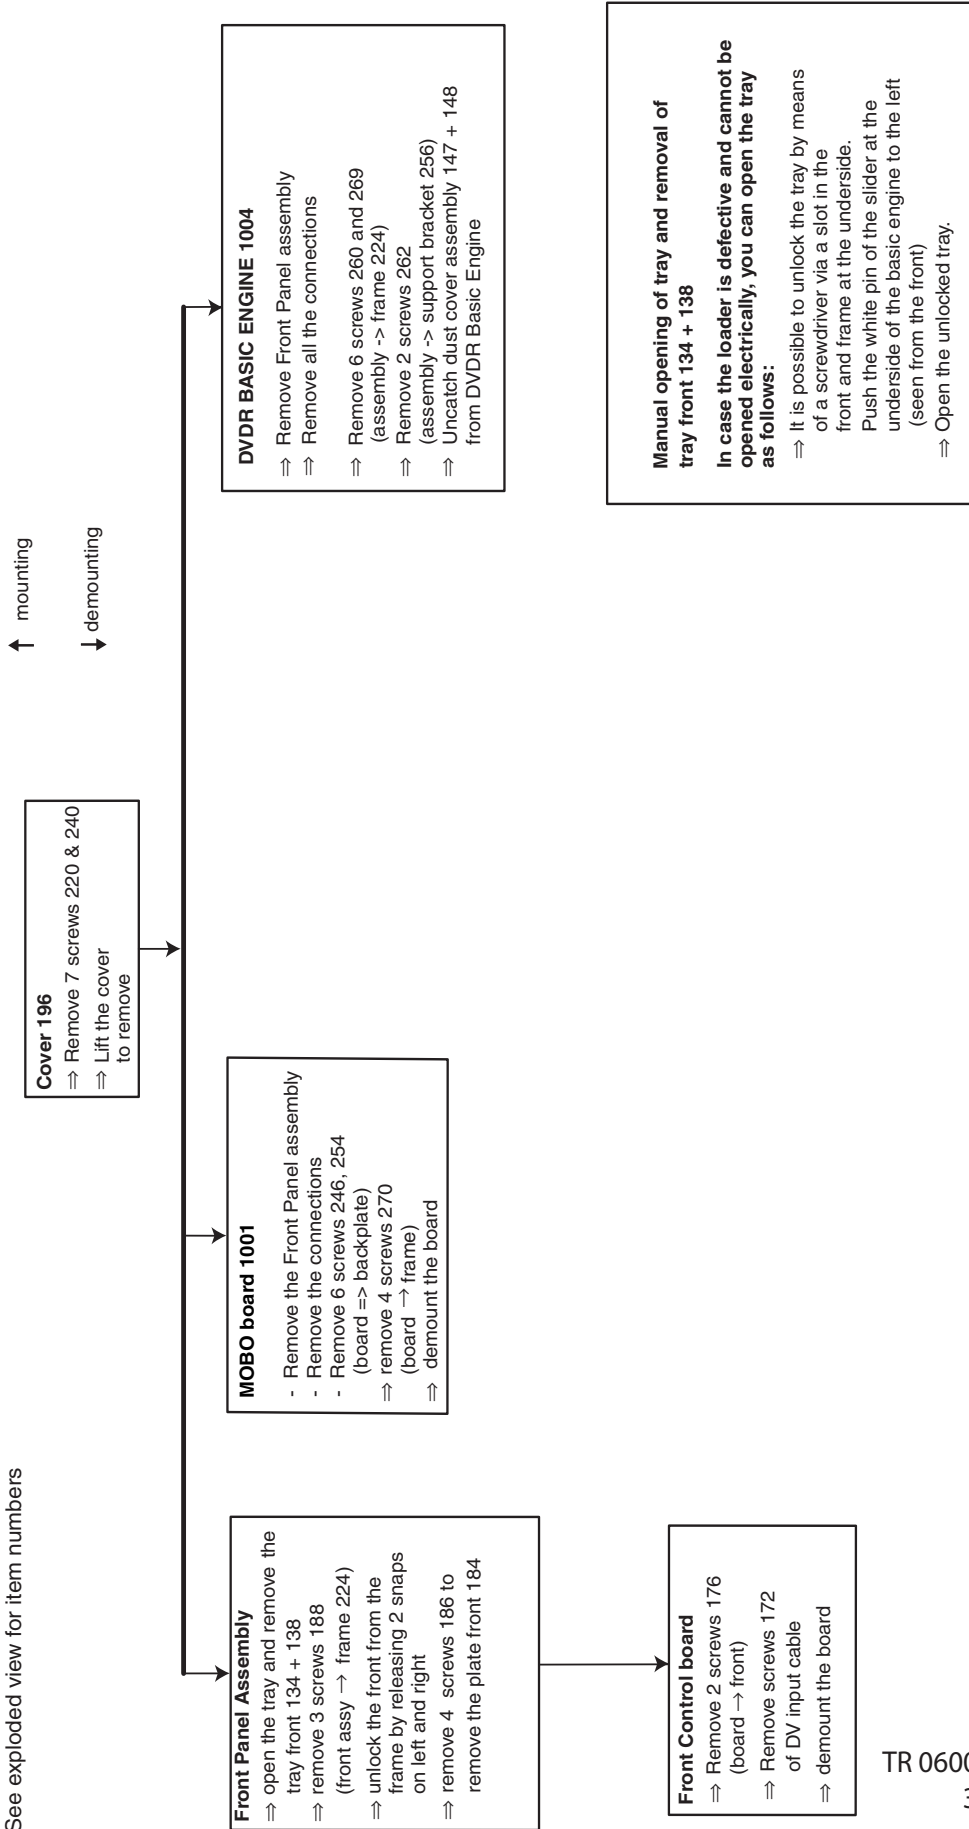 See exploded view for item numbers
↑ mounting
↓ demounting
Cover 196
⇒ Remove 7 screws 220 & 240
⇒ Lift the cover
to remove
Front Panel Assembly
⇒ open the tray and remove the
tray front 134 + 138
⇒ remove 3 screws 188
(front assy → frame 224)
⇒ unlock the front from the
frame by releasing 2 snaps
on left and right
⇒ remove 4 screws 186 to
remove the plate front 184
Front Control board
⇒ Remove 2 screws 176
(board → front)
⇒ Remove screws 172
of DV input cable
⇒ demount the board
MOBO board 1001
- Remove the Front Panel assembly
- Remove the connections
- Remove 6 screws 246, 254
(board => backplate)
⇒ remove 4 screws 270
(board → frame)
⇒ demount the board
DVDR BASIC ENGINE 1004
⇒ Remove Front Panel assembly
⇒ Remove all the connections
⇒ Remove 6 screws 260 and 269
(assembly -> frame 224)
⇒ Remove 2 screws 262
(assembly -> support bracket 256)
⇒ Uncatch dust cover assembly 147 + 148
from DVDR Basic Engine
Manual opening of tray and removal of
tray front 134 + 138
In case the loader is defective and cannot be
opened electrically, you can open the tray
as follows:
⇒ It is possible to unlock the tray by means
of a screwdriver via a slot in the
front and frame at the underside.
Push the white pin of the slider at the
underside of the basic engine to the left
(seen from the front)
⇒ Open the unlocked tray.
TR 0600